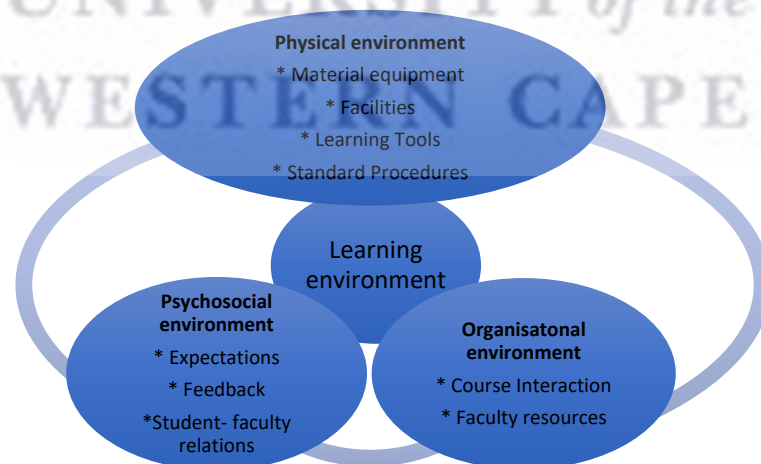 UNIVERSITY of the
WESTERN CAPE
Physical environment
* Material equipment
* Facilities
* Learning Tools
* Standard Procedures
Learning
environment
Psychosocial
environment
* Expectations
* Feedback
*Student- faculty
relations
Organisatonal
environment
* Course Interaction
* Faculty resources